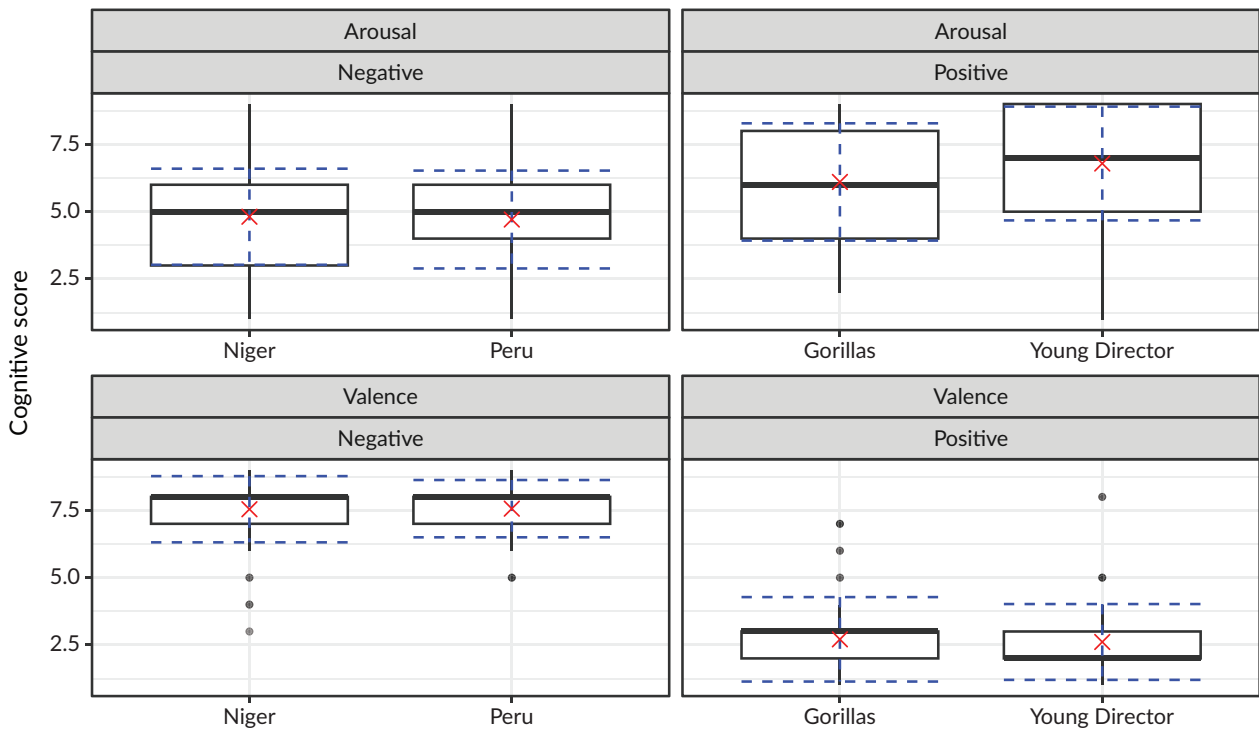 Arousal
Negative
Arousal
Positive
7.5
5.0
2.5
Niger
Peru
Gorillas
Young Director
Cognitive score
Valence
Negative
Valence
Positive
7.5
5.0
2.5
Niger
Peru
Gorillas
Young Director